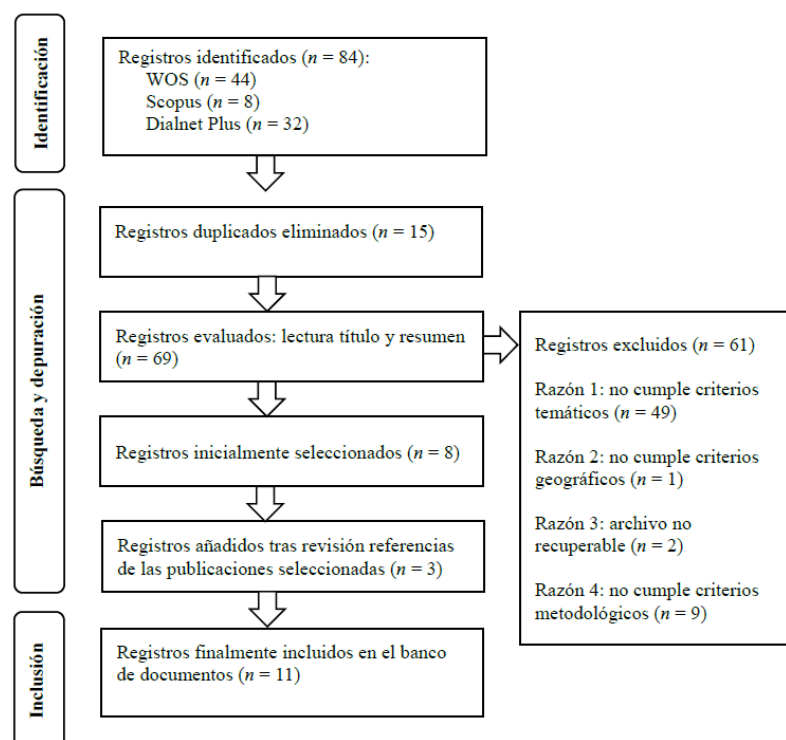 Identificación
Registros identificados (n = 84):
WOS (n = 44)
Scopus (n = 8)
Dialnet Plus (n = 32)
Búsqueda y depuración
Registros duplicados eliminados (n = 15)
Registros evaluados: lectura título y resumen
(n = 69)
Registros excluidos (n = 61)
Razón 1: no cumple criterios
temáticos (n = 49)
Razón 2: no cumple criterios
geográficos (n = 1)
Razón 3: archivo no
recuperable (n = 2)
Razón 4: no cumple criterios
metodológicos (n = 9)
Registros inicialmente seleccionados (n = 8)
Registros añadidos tras revisión referencias
de las publicaciones seleccionadas (n = 3)
Inclusión
Registros finalmente incluidos en el banco
de documentos (n = 11)